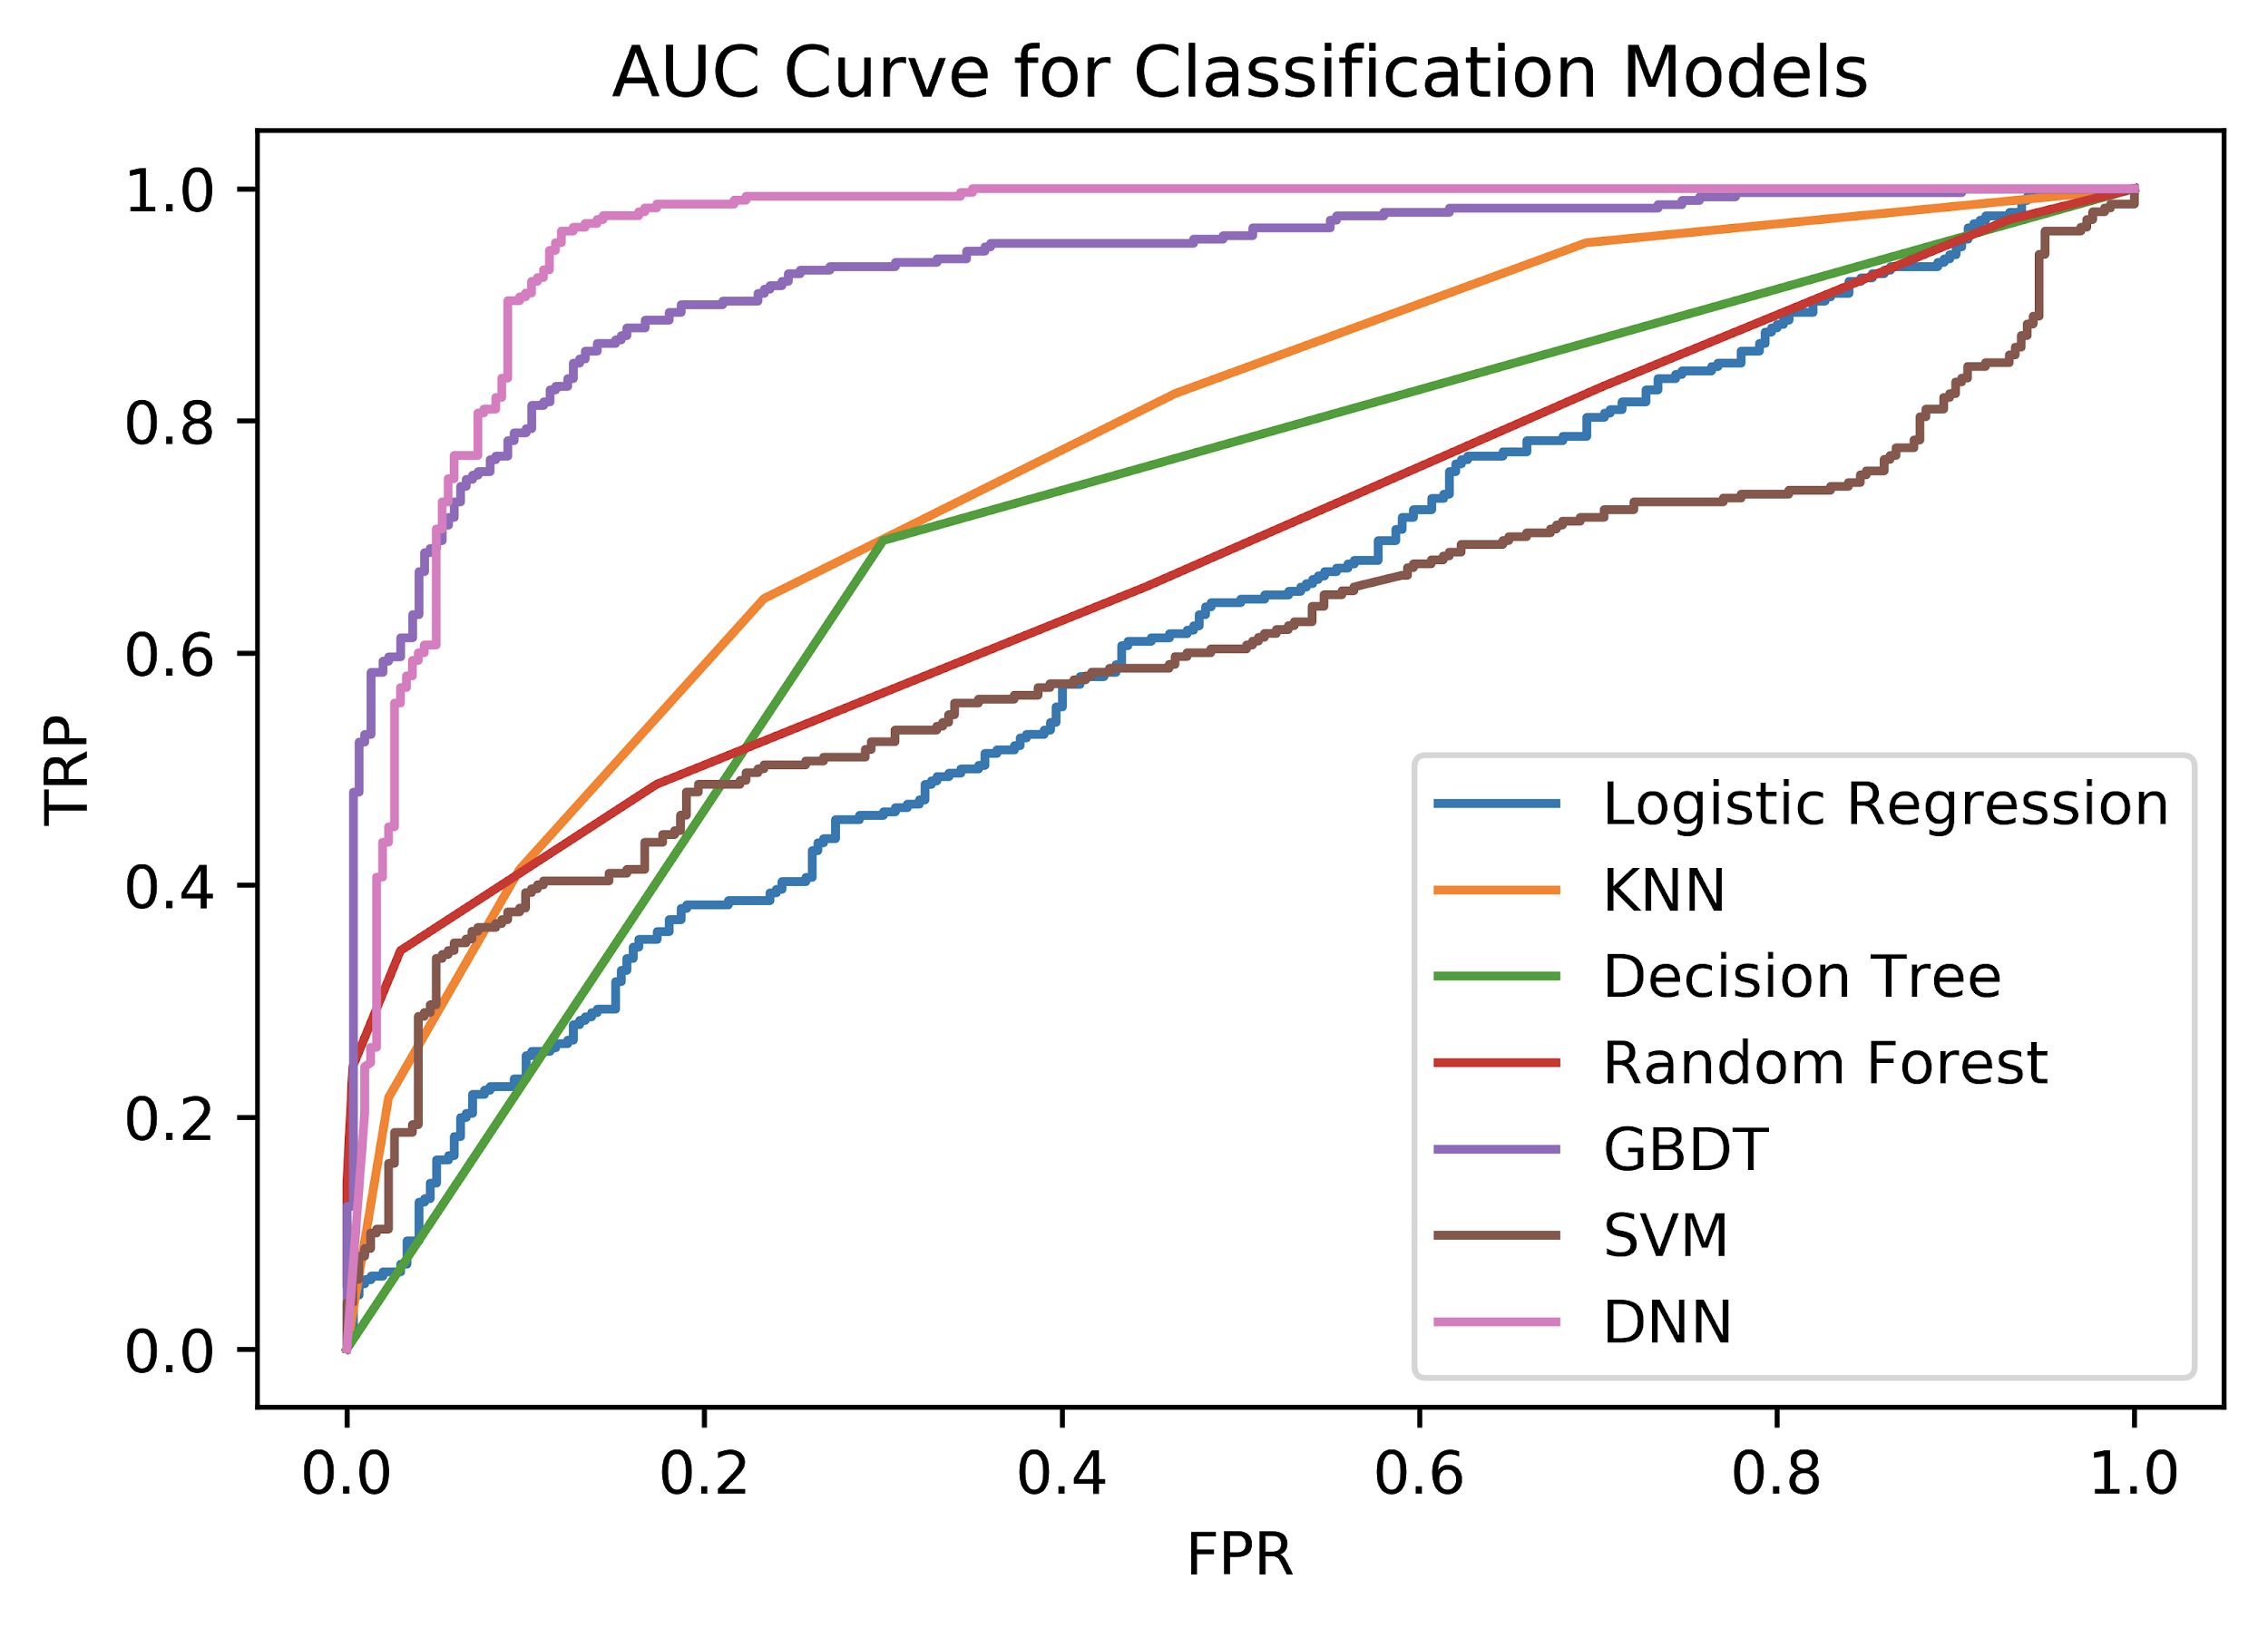 AUC Curve for Classification Models
1.0
0.8
0.6
0.4
0.2
0.0
TRP
0.0 0.2 0.4 0.6 0.8 1.0
FPR
Logistic Regression
KNN
Decision Tree
Random Forest
GBDT
SVM
DNN